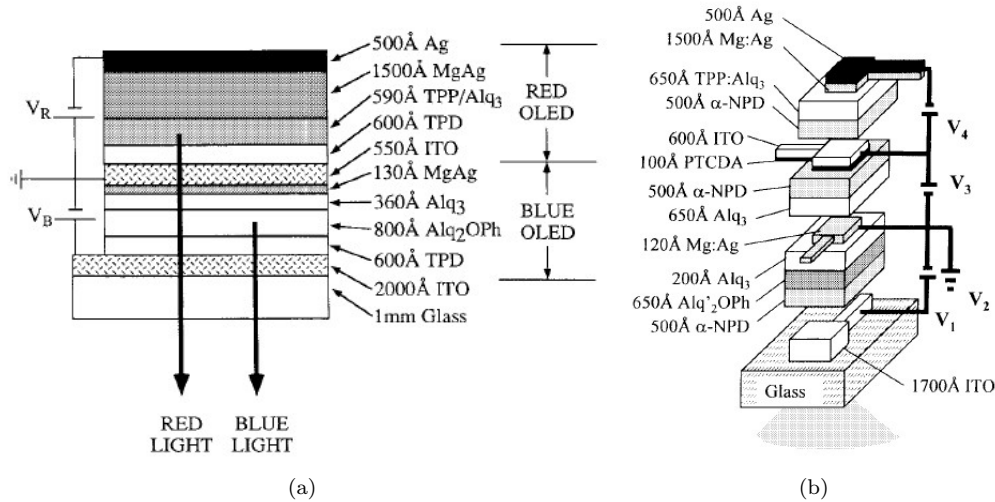 500Å Ag
1500Å MgAg
590Å TPP/Alq₃
600Å TPD
550Å ITO
130Å MgAg
360Å Alq₃
800Å Alq₂OPh
600Å TPD
2000Å ITO
1mm Glass
V_R
V_B
RED
OLED
BLUE
OLED
RED
LIGHT
BLUE
LIGHT
(a)
500Å Ag
1500Å Mg:Ag
650Å TPP:Alq₃
500Å α-NPD
600Å ITO
100Å PTCDA
500Å α-NPD
650Å Alq₃
120Å Mg:Ag
200Å Alq₃
650Å Alq'₂OPh
500Å α-NPD
V₄
V₃
V₂
V₁
Glass
1700Å ITO
(b)